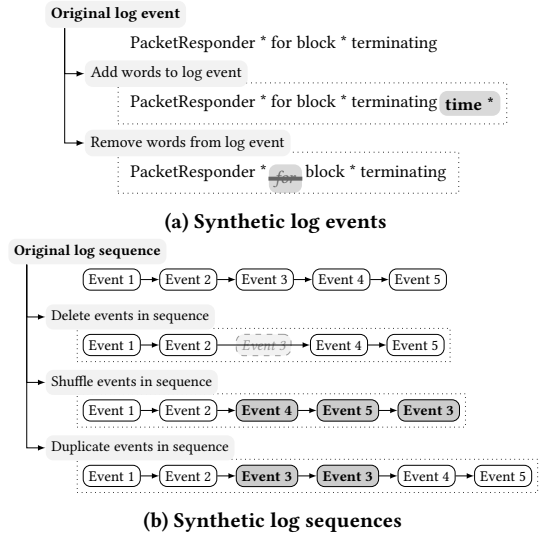 Original log event
PacketResponder * for block * terminating
Add words to log event
PacketResponder * for block * terminating time *
Remove words from log event
PacketResponder * for block * terminating
(a) Synthetic log events
Original log sequence
Event 1 Event 2 Event 3 Event 4 Event 5
Delete events in sequence
Event 1 Event 2 Event 3 Event 4 Event 5
Shuffle events in sequence
Event 1 Event 2 Event 4 Event 5 Event 3
Duplicate events in sequence
Event 1 Event 2 Event 3 Event 3 Event 4 Event 5
(b) Synthetic log sequences